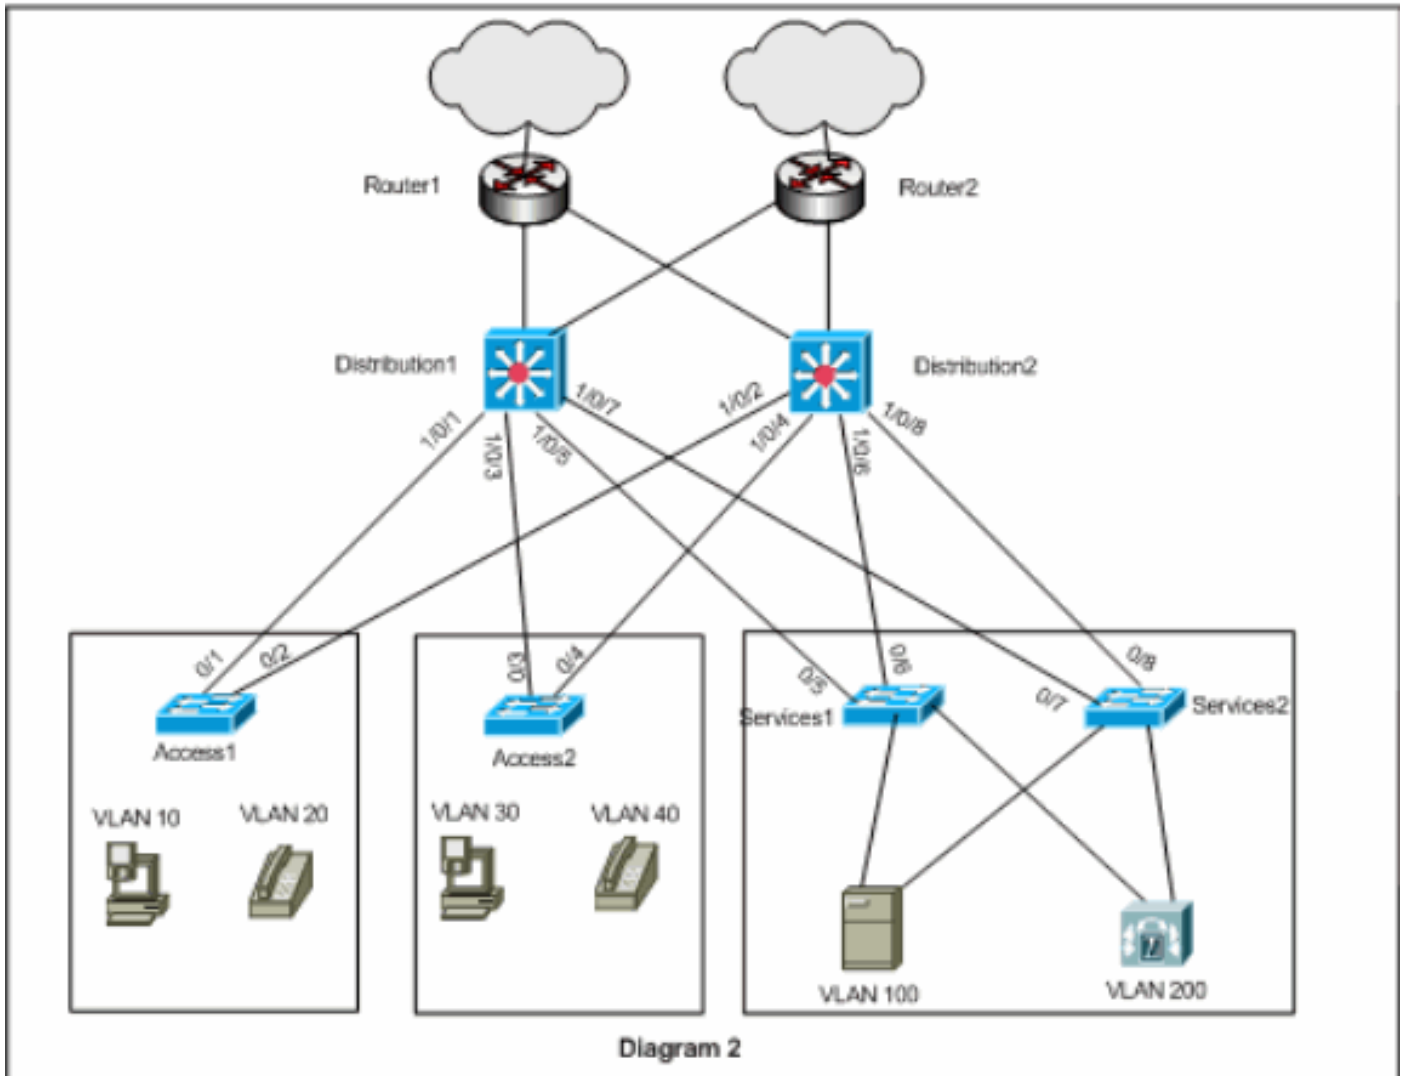 Router1
Router2
Distribution1
Distribution2
1/0/1
1/0/3
1/0/5
1/0/7
1/0/2
1/0/4
1/0/6
1/0/8
0/1
0/2
0/3
0/4
0/5
0/6
0/7
0/8
Access1
Access2
Services1
Services2
VLAN 10
VLAN 20
VLAN 30
VLAN 40
VLAN 100
VLAN 200
Diagram 2